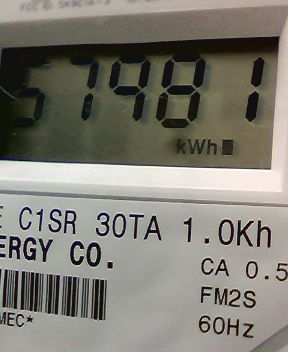 57981
kWh
E C1SR 30TA 1.0Kh
ERGY CO.
CA 0.5
FM2S
MEC*
60Hz